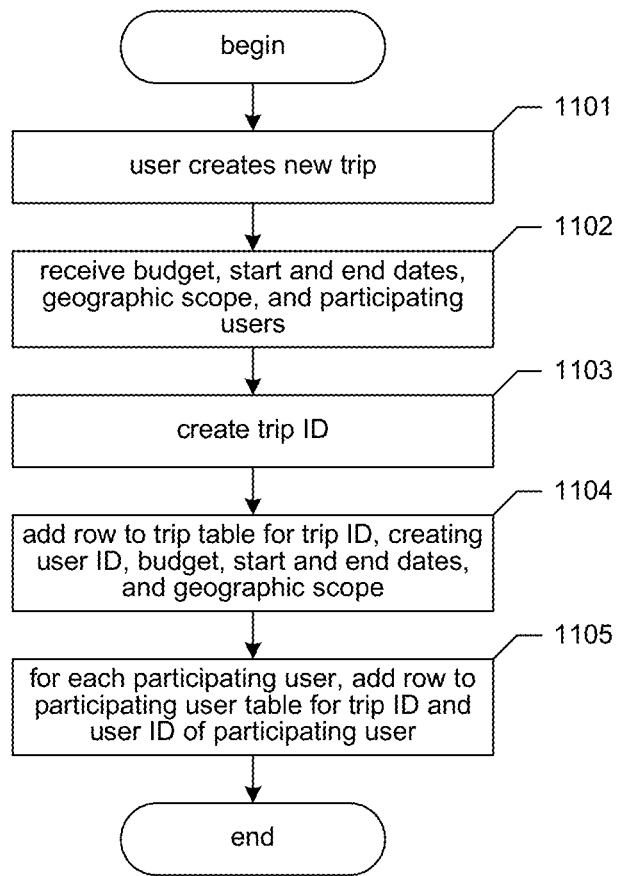 begin
1101
user creates new trip
1102
receive budget, start and end dates,
geographic scope, and participating
users
1103
create trip ID
1104
add row to trip table for trip ID, creating
user ID, budget, start and end dates,
and geographic scope
1105
for each participating user, add row to
participating user table for trip ID and
user ID of participating user
end